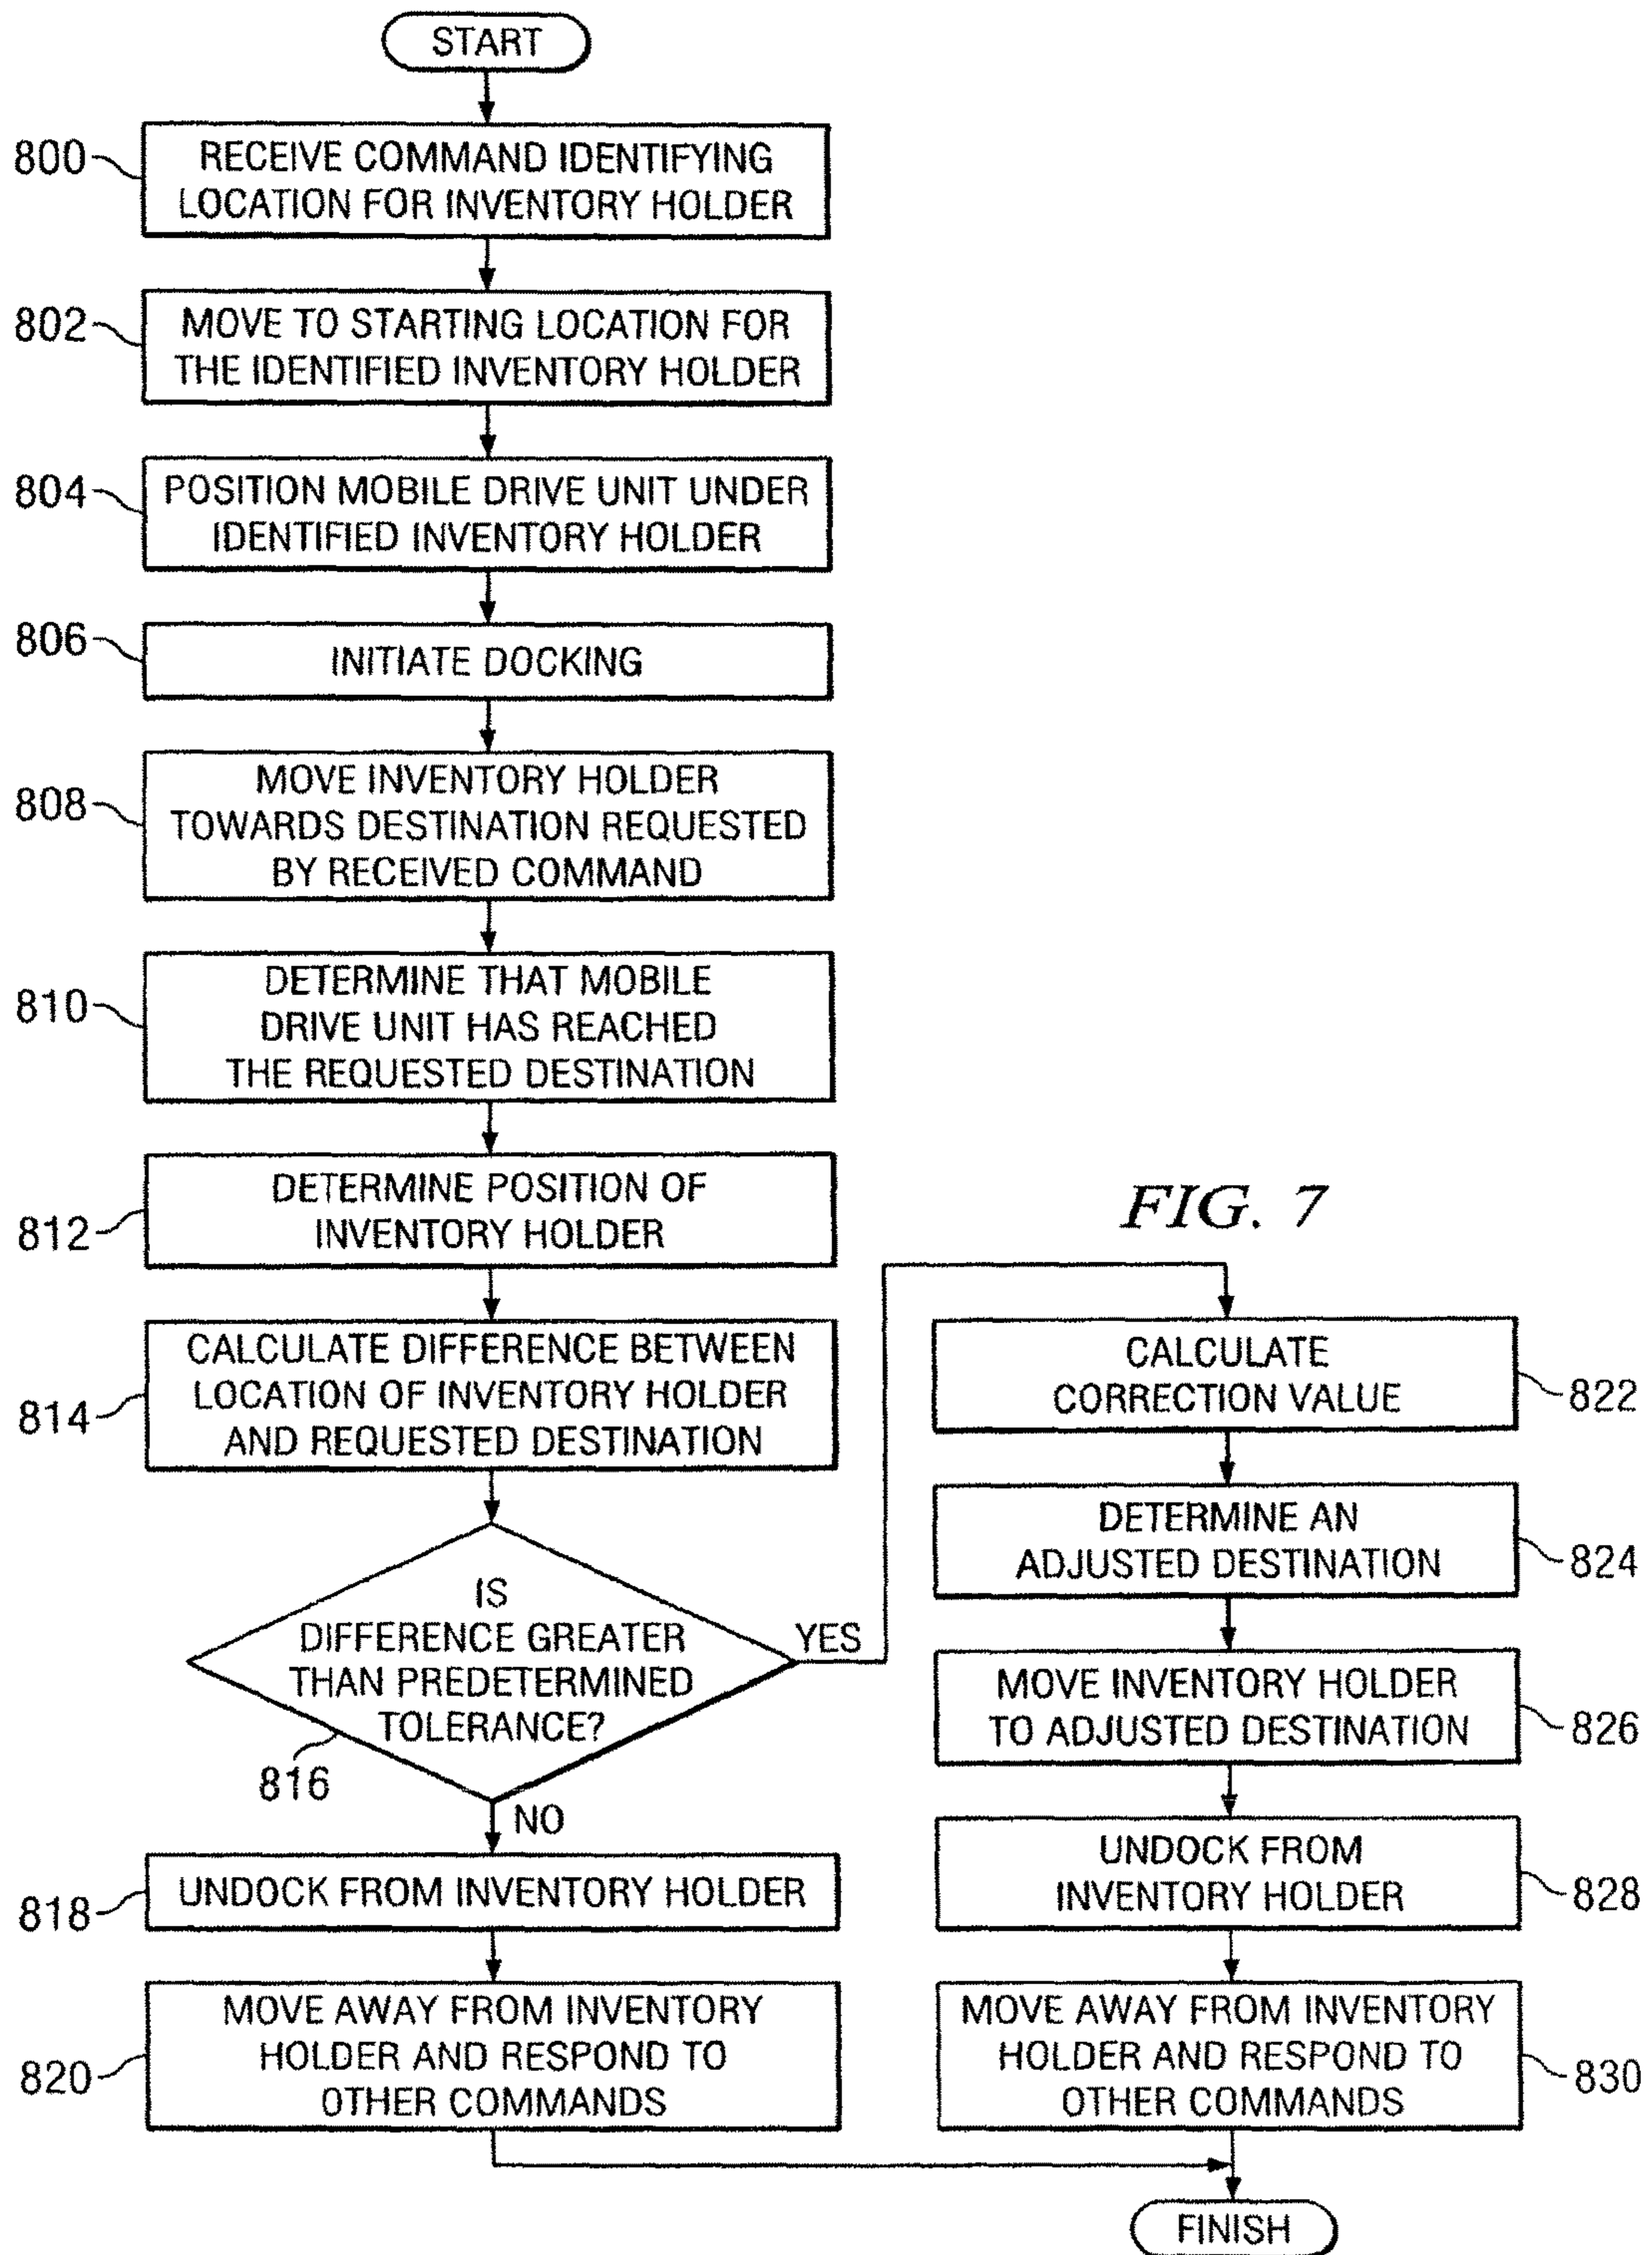 START
800
RECEIVE COMMAND IDENTIFYING
LOCATION FOR INVENTORY HOLDER
802
MOVE TO STARTING LOCATION FOR
THE IDENTIFIED INVENTORY HOLDER
804
POSITION MOBILE DRIVE UNIT UNDER
IDENTIFIED INVENTORY HOLDER
806
INITIATE DOCKING
808
MOVE INVENTORY HOLDER
TOWARDS DESTINATION REQUESTED
BY RECEIVED COMMAND
810
DETERMINE THAT MOBILE
DRIVE UNIT HAS REACHED
THE REQUESTED DESTINATION
812
DETERMINE POSITION OF
INVENTORY HOLDER
814
CALCULATE DIFFERENCE BETWEEN
LOCATION OF INVENTORY HOLDER
AND REQUESTED DESTINATION
IS
DIFFERENCE GREATER
THAN PREDETERMINED
TOLERANCE?
816
YES
NO
818
UNDOCK FROM INVENTORY HOLDER
820
MOVE AWAY FROM INVENTORY
HOLDER AND RESPOND TO
OTHER COMMANDS
FIG. 7
CALCULATE
CORRECTION VALUE
822
DETERMINE AN
ADJUSTED DESTINATION
824
MOVE INVENTORY HOLDER
TO ADJUSTED DESTINATION
826
UNDOCK FROM
INVENTORY HOLDER
828
MOVE AWAY FROM INVENTORY
HOLDER AND RESPOND TO
OTHER COMMANDS
830
FINISH